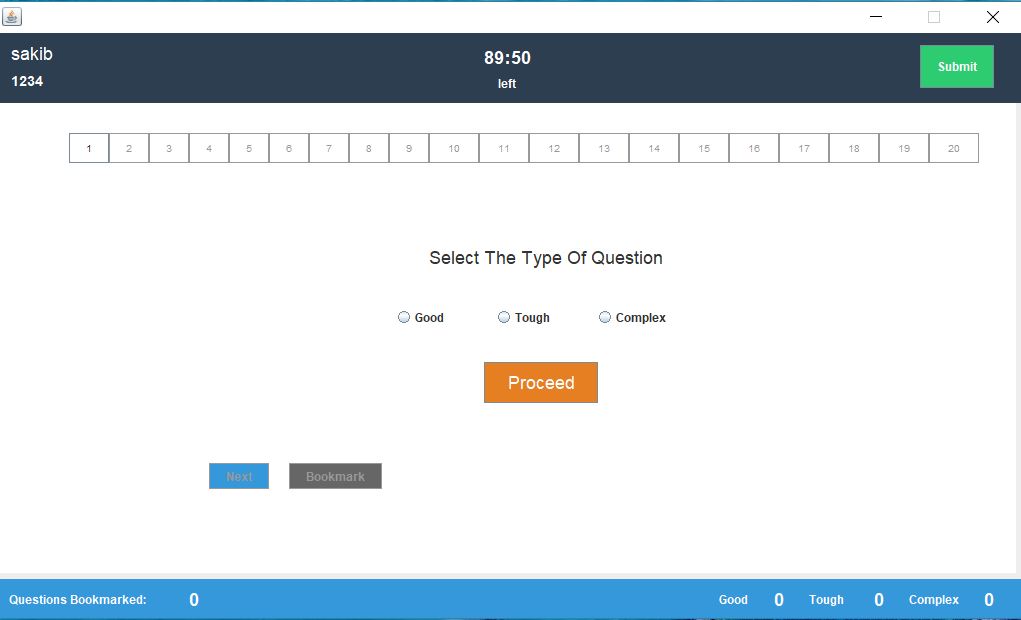 sakib
1234
89:50
left
Submit
1 2 3 4 5 6 7 8 9 10 11 12 13 14 15 16 17 18 19 20
Select The Type Of Question
Good Tough Complex
Proceed
Next Bookmark
Questions Bookmarked: 0 Good 0 Tough 0 Complex 0